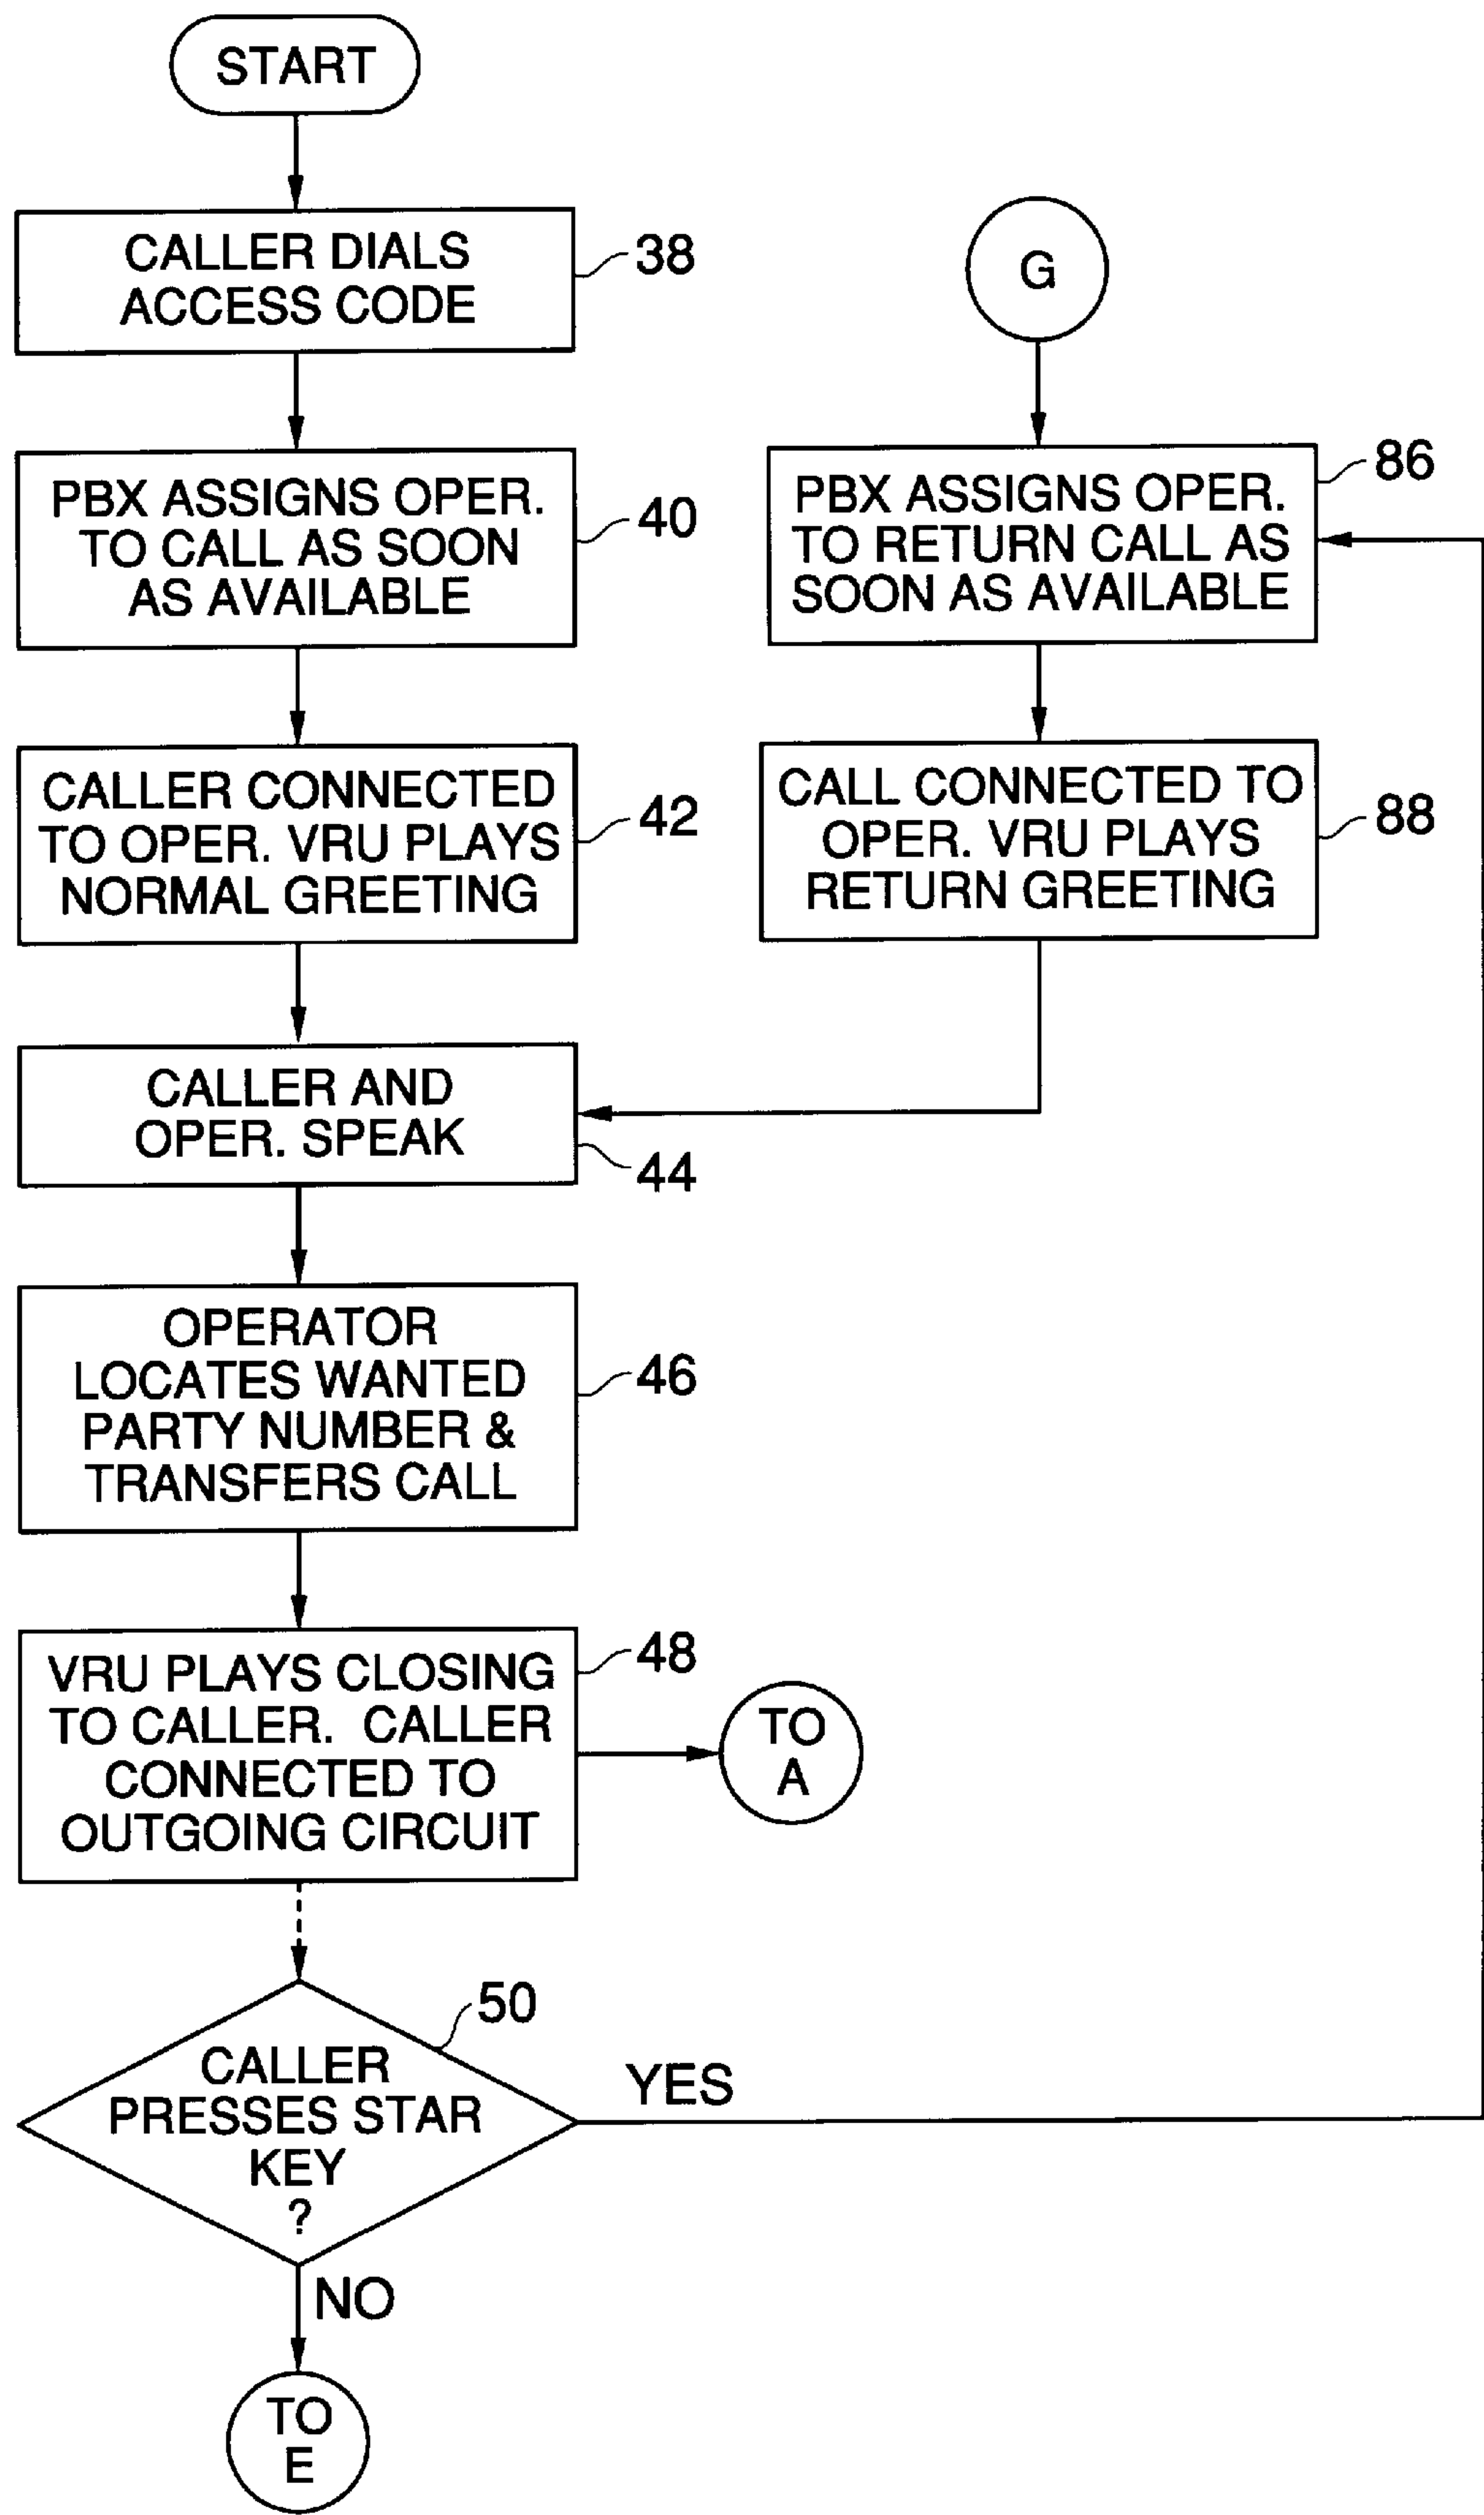 START
CALLER DIALS
ACCESS CODE
38
PBX ASSIGNS OPER.
TO CALL AS SOON
AS AVAILABLE
40
CALLER CONNECTED
TO OPER. VRU PLAYS
NORMAL GREETING
42
CALLER AND
OPER. SPEAK
44
OPERATOR
LOCATES WANTED
PARTY NUMBER &
TRANSFERS CALL
46
VRU PLAYS CLOSING
TO CALLER. CALLER
CONNECTED TO
OUTGOING CIRCUIT
48
TO
A
CALLER
PRESSES STAR
KEY
?
50
YES
NO
TO
E
G
PBX ASSIGNS OPER.
TO RETURN CALL AS
SOON AS AVAILABLE
86
CALL CONNECTED TO
OPER. VRU PLAYS
RETURN GREETING
88